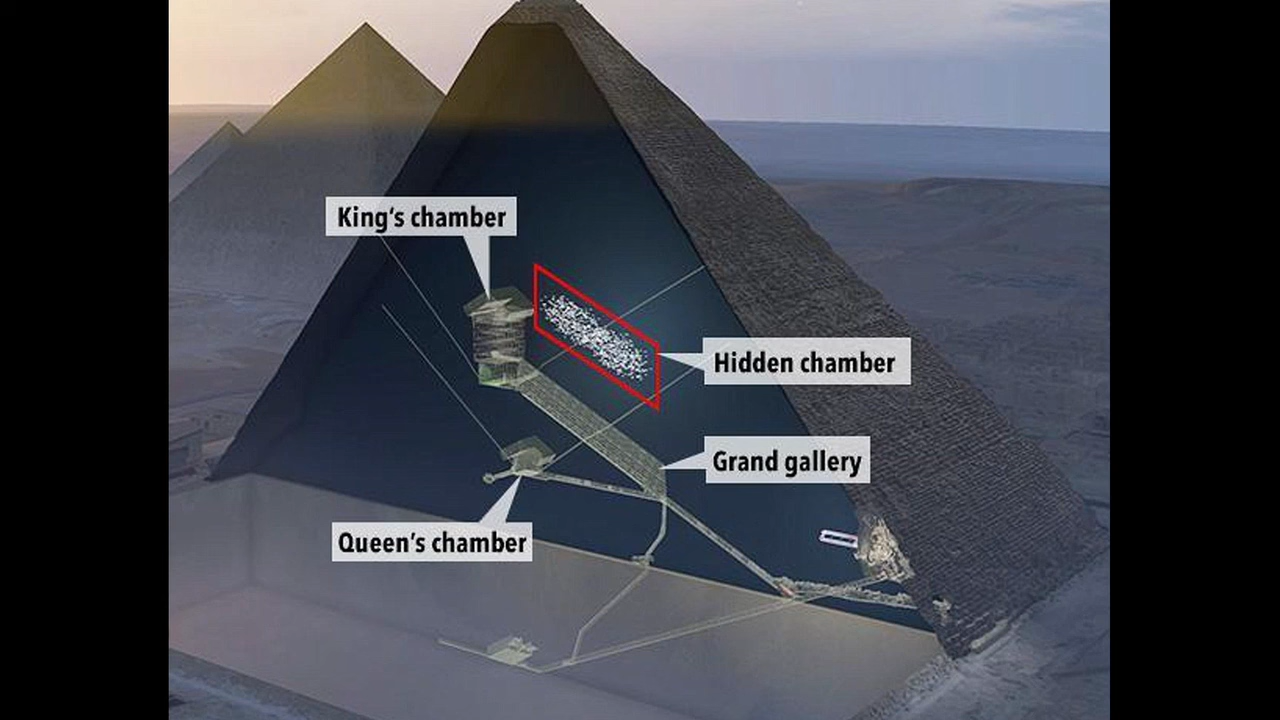 King's chamber
Hidden chamber
Grand gallery
Queen's chamber